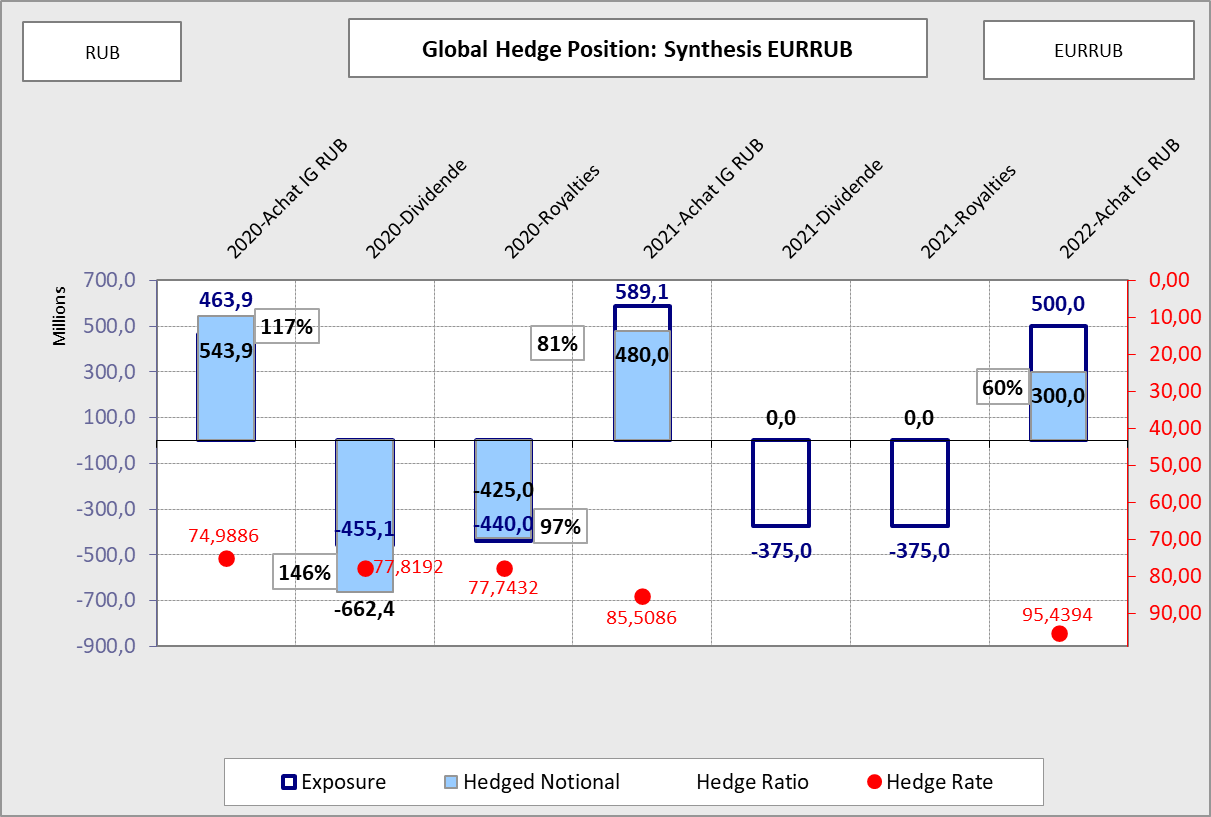 RUB
Global Hedge Position: Synthesis EURRUB
EURRUB
2020-Achat IG RUB
2020-Dividende
2020-Royalties
2021-Achat IG RUB
2021-Dividende
2021-Royalties
2022-Achat IG RUB
Millions
700,0
500,0
300,0
100,0
-100,0
-300,0
-500,0
-700,0
-900,0
463,9
543,9
117%
74,9886
-455,1
146%
77,8192
-662,4
-425,0
-440,0
97%
77,7432
589,1
81%
480,0
85,5086
0,0
-375,0
0,0
-375,0
500,0
60%
300,0
95,4394
0,00
10,00
20,00
30,00
40,00
50,00
60,00
70,00
80,00
90,00
Exposure
Hedged Notional
Hedge Ratio
Hedge Rate